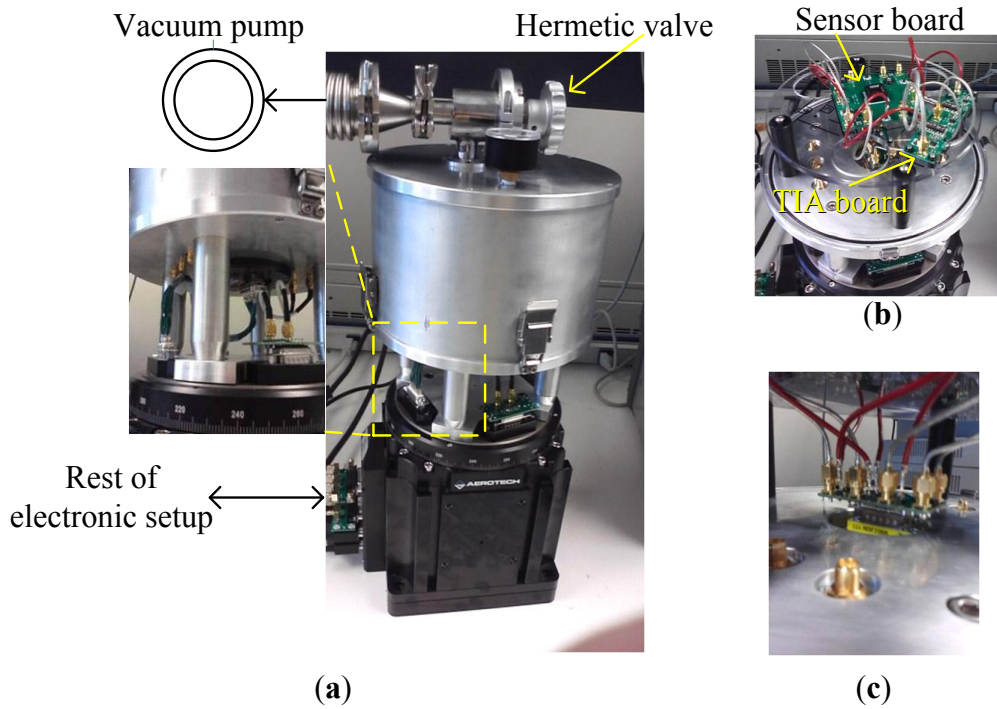 Vacuum pump
Hermetic valve
Sensor board
TIA board
(b)
220
240
260
Rest of
electronic setup
AEROTECH
(a)
(c)